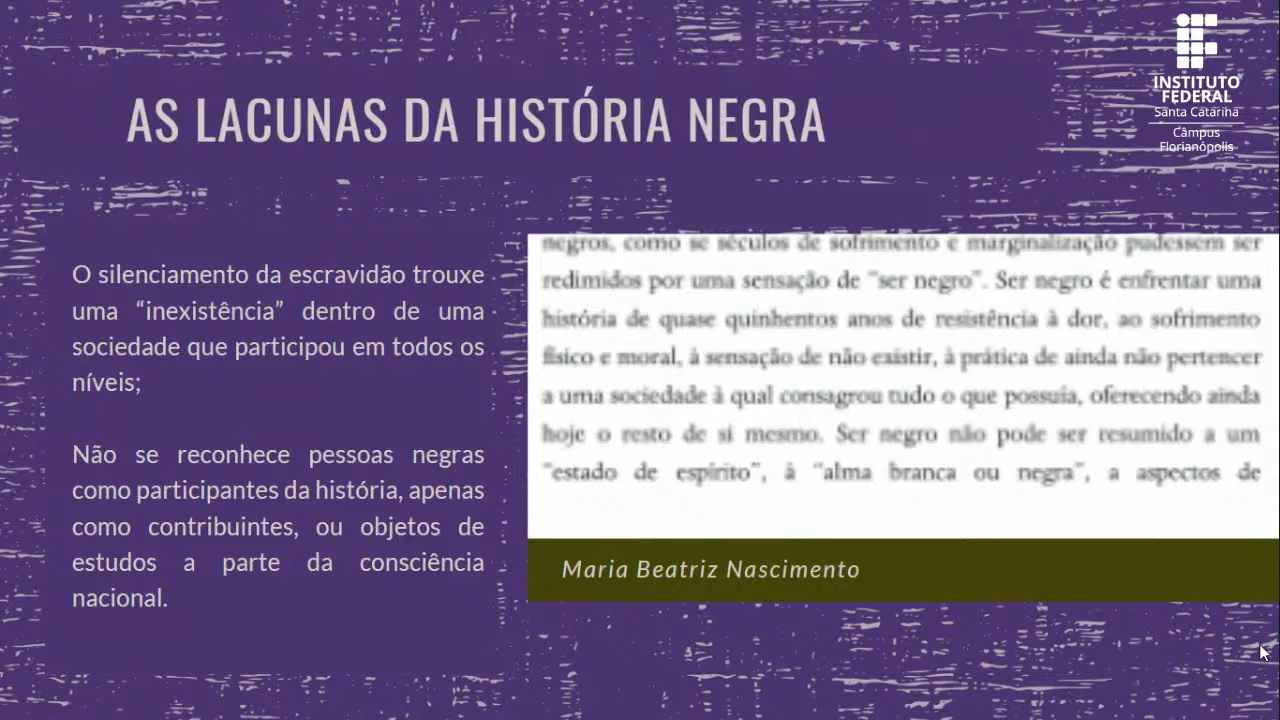 INSTITUTO
FEDERAL
Santa Catarina
Câmpus
Florianópolis
AS LACUNAS DA HISTÓRIA NEGRA
O silenciamento da escravidão trouxe
uma “inexistência” dentro de uma
sociedade que participou em todos os
níveis;
Não se reconhece pessoas negras
como participantes da história, apenas
como contribuintes, ou objetos de
estudos a parte da consciência
nacional.
negros, como se séculos de sofrimento e marginalização pudessem ser
redimidos por uma sensação de "ser negro". Ser negro é enfrentar uma
história de quase quinhentos anos de resistência à dor, ao sofrimento
físico e moral, à sensação de não existir, à prática de ainda não pertencer
a uma sociedade à qual consagrou tudo o que possuía, oferecendo ainda
hoje o resto de si mesmo. Ser negro não pode ser resumido a um
"estado de espírito", à "alma branca ou negra", a aspectos de
Maria Beatriz Nascimento